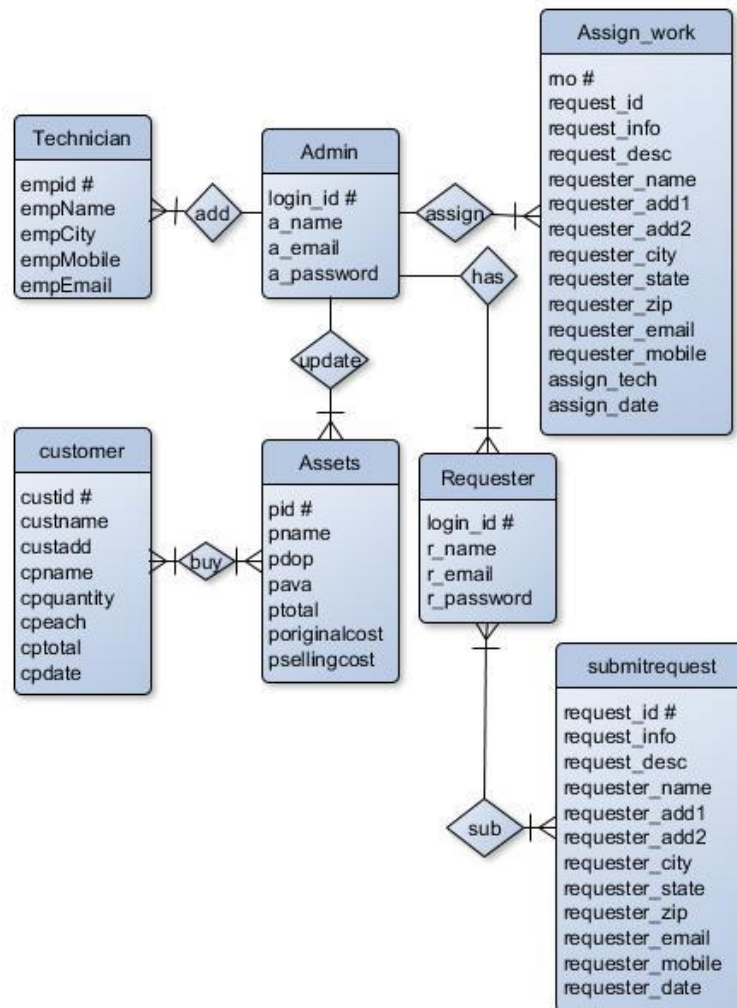 Assign_work
rno #
request_id
request_info
request_desc
requester_name
requester_add1
requester_add2
requester_city
requester_state
requester_zip
requester_email
requester_mobile
assign_tech
assign_date
Technician
empid #
empName
empCity
empMobile
empEmail
add
Admin
login_id #
a_name
a_email
a_password
assign
has
update
customer
custid #
custname
custadd
cpname
cpquantity
cpeach
cptotal
cpdate
buy
Assets
pid #
pname
pdop
pava
ptotal
poriginalcost
psellingcost
Requester
login_id #
r_name
r_email
r_password
sub
submitrequest
request_id #
request_info
request_desc
requester_name
requester_add1
requester_add2
requester_city
requester_state
requester_zip
requester_email
requester_mobile
requester_date